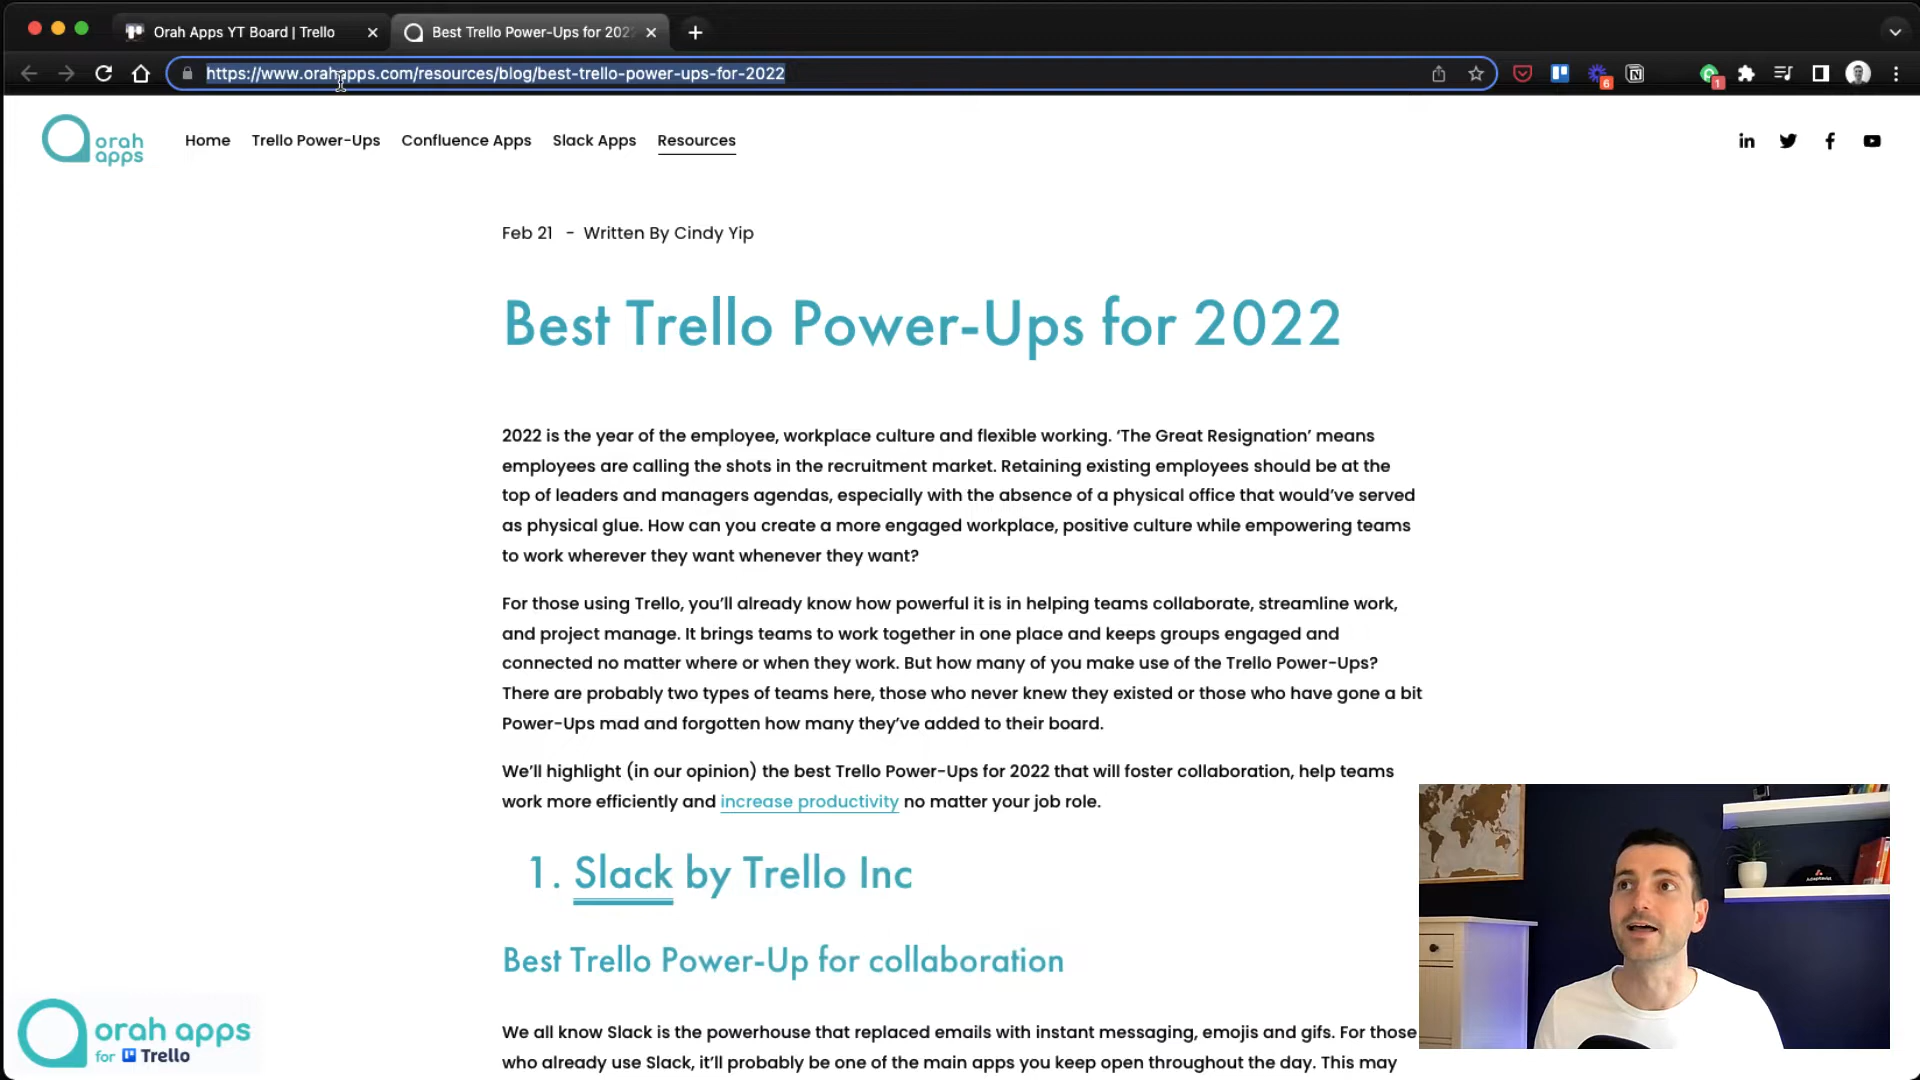 Orah Apps YT Board | Trello
Best Trello Power-Ups for 202
https://www.orahapps.com/resources/blog/best-trello-power-ups-for-2022
6
1
orah
apps
Home
Trello Power-Ups
Confluence Apps
Slack Apps
Resources
Feb 21 - Written By Cindy Yip
Best Trello Power-Ups for 2022
2022 is the year of the employee, workplace culture and flexible working. ‘The Great Resignation’ means
employees are calling the shots in the recruitment market. Retaining existing employees should be at the
top of leaders and managers agendas, especially with the absence of a physical office that would’ve served
as physical glue. How can you create a more engaged workplace, positive culture while empowering teams
to work wherever they want whenever they want?
For those using Trello, you’ll already know how powerful it is in helping teams collaborate, streamline work,
and project manage. It brings teams to work together in one place and keeps groups engaged and
connected no matter where or when they work. But how many of you make use of the Trello Power-Ups?
There are probably two types of teams here, those who never knew they existed or those who have gone a bit
Power-Ups mad and forgotten how many they’ve added to their board.
We’ll highlight (in our opinion) the best Trello Power-Ups for 2022 that will foster collaboration, help teams
work more efficiently and increase productivity no matter your job role.
1. Slack by Trello Inc
Best Trello Power-Up for collaboration
We all know Slack is the powerhouse that replaced emails with instant messaging, emojis and gifs. For those
who already use Slack, it’ll probably be one of the main apps you keep open throughout the day. This may
orah apps
for Trello
Adaptavist